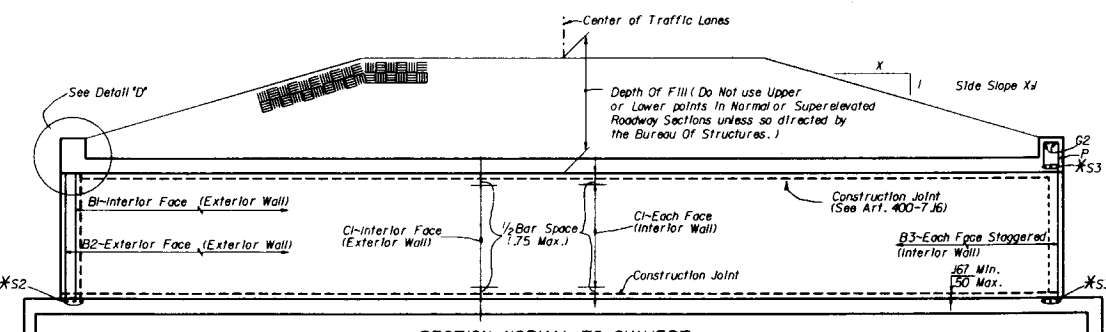 Center of Traffic Lanes
See Detail "D"
X
1
Side Slope X:1
Depth Of Fill ( Do Not use Upper
or Lower points in Normal or Superelevated
Roadway Sections unless so directed by
the Bureau Of Structures. )
G2
P
*S3
B1~Interior Face (Exterior Wall)
Construction Joint
(See Art. 400-7.16)
C1~Interior Face
(Exterior Wall)
1/2 Bar Space
(.75 Max.)
C1~Each Face
(Interior Wall)
B2~Exterior Face (Exterior Wall)
B3~Each Face Staggered
(Interior Wall)
Construction Joint
.167 Min.
.50 Max.
*S2
*S
SECTION NORMAL TO CULVERT